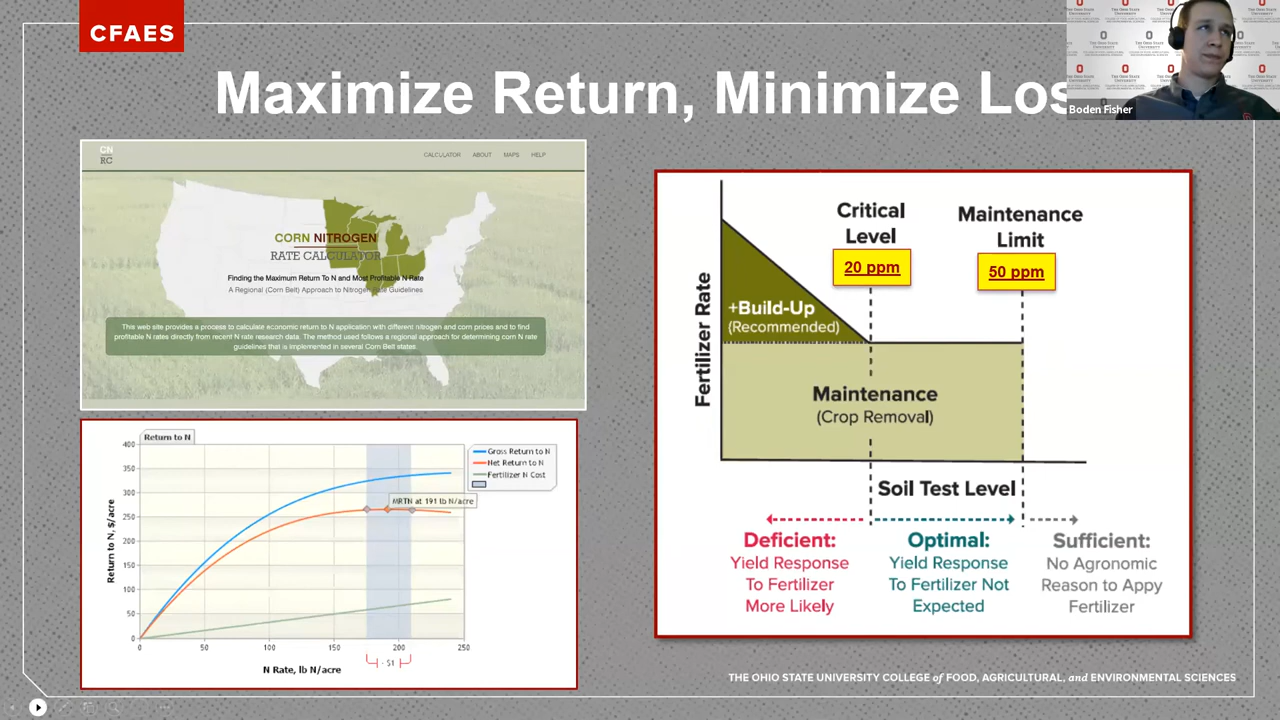 CFAES
Maximize Return, Minimize Los
Boden Fisher
CN
RC
CALCULATOR ABOUT MAPS HELP
CORN NITROGEN
RATE CALCULATOR
Finding the Maximum Return To N and Most Profitable N Rate
A Regional (Corn Belt) Approach to Nitrogen Rate Guidelines
This web site provides a process to calculate economic return to N application with different nitrogen and corn prices and to find
profitable N rates directly from recent N rate research data. The method used follows a regional approach for determining corn N rate
guidelines that is implemented in several Corn Belt states.
Return to N
400
350
300
250
200
150
100
50
0
Return to N, $/acre
Gross Return to N
Net Return to N
Fertilizer N Cost
MRTN at 191 lb N/acre
0 50 100 150 200 250
N Rate, lb N/acre
- $1
Critical
Level
20 ppm
Maintenance
Limit
50 ppm
Fertilizer Rate
+Build-Up
(Recommended)
Maintenance
(Crop Removal)
Soil Test Level
Deficient:
Yield Response
To Fertilizer
More Likely
Optimal:
Yield Response
To Fertilizer Not
Expected
Sufficient:
No Agronomic
Reason to Appy
Fertilizer
THE OHIO STATE UNIVERSITY COLLEGE of FOOD, AGRICULTURAL, and ENVIRONMENTAL SCIENCES